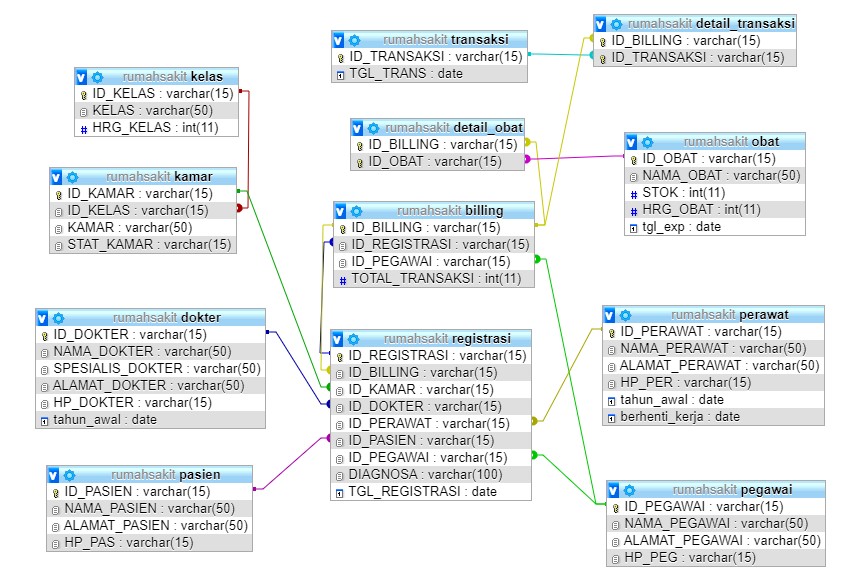 rumahsakit transaksi
ID_TRANSAKSI : varchar(15)
TGL_TRANS : date
rumahsakit detail_transaksi
ID_BILLING : varchar(15)
ID_TRANSAKSI : varchar(15)
rumahsakit kelas
ID_KELAS : varchar(15)
KELAS : varchar(50)
HRG_KELAS : int(11)
rumahsakit detail_obat
ID_BILLING : varchar(15)
ID_OBAT : varchar(15)
rumahsakit obat
ID_OBAT : varchar(15)
NAMA_OBAT : varchar(50)
STOK : int(11)
HRG_OBAT : int(11)
tgl_exp : date
rumahsakit kamar
ID_KAMAR : varchar(15)
ID_KELAS : varchar(15)
KAMAR : varchar(50)
STAT_KAMAR : varchar(15)
rumahsakit billing
ID_BILLING : varchar(15)
ID_REGISTRASI : varchar(15)
ID_PEGAWAI : varchar(15)
TOTAL_TRANSAKSI : int(11)
rumahsakit dokter
ID_DOKTER : varchar(15)
NAMA_DOKTER : varchar(50)
SPESIALIS_DOKTER : varchar(50)
ALAMAT_DOKTER : varchar(50)
HP_DOKTER : varchar(15)
tahun_awal : date
rumahsakit registrasi
ID_REGISTRASI : varchar(15)
ID_BILLING : varchar(15)
ID_KAMAR : varchar(15)
ID_DOKTER : varchar(15)
ID_PERAWAT : varchar(15)
ID_PASIEN : varchar(15)
ID_PEGAWAI : varchar(15)
DIAGNOSA : varchar(100)
TGL_REGISTRASI : date
rumahsakit perawat
ID_PERAWAT : varchar(15)
NAMA_PERAWAT : varchar(50)
ALAMAT_PERAWAT : varchar(50)
HP_PER : varchar(15)
tahun_awal : date
berhenti_kerja : date
rumahsakit pasien
ID_PASIEN : varchar(15)
NAMA_PASIEN : varchar(50)
ALAMAT_PASIEN : varchar(50)
HP_PAS : varchar(15)
rumahsakit pegawai
ID_PEGAWAI : varchar(15)
NAMA_PEGAWAI : varchar(50)
ALAMAT_PEGAWAI : varchar(50)
HP_PEG : varchar(15)